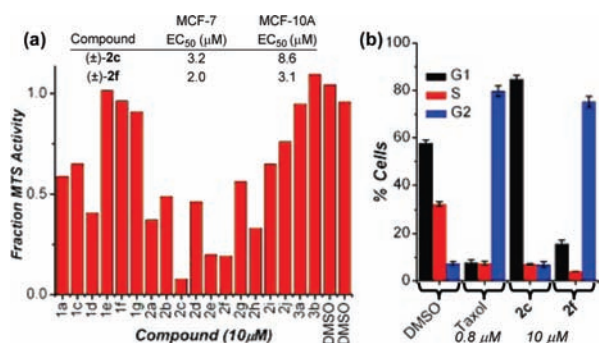 (a)
MCF-7 MCF-10A
Compound EC50 (μM) EC50 (μM)
(±)-2c 3.2 8.6
(±)-2f 2.0 3.1
1.0
0.5
0.0
Fraction MTS Activity
1a 1c 1d 1e 1f 1g 2a 2b 2c 2d 2e 2f 2g 2h 2i 2j 3a 3b DMSO DMSO
Compound (10μM)
(b)
100
80
60
40
20
0
% Cells
G1
S
G2
DMSO Taxol 2c 2f
0.8 μM 10 μM